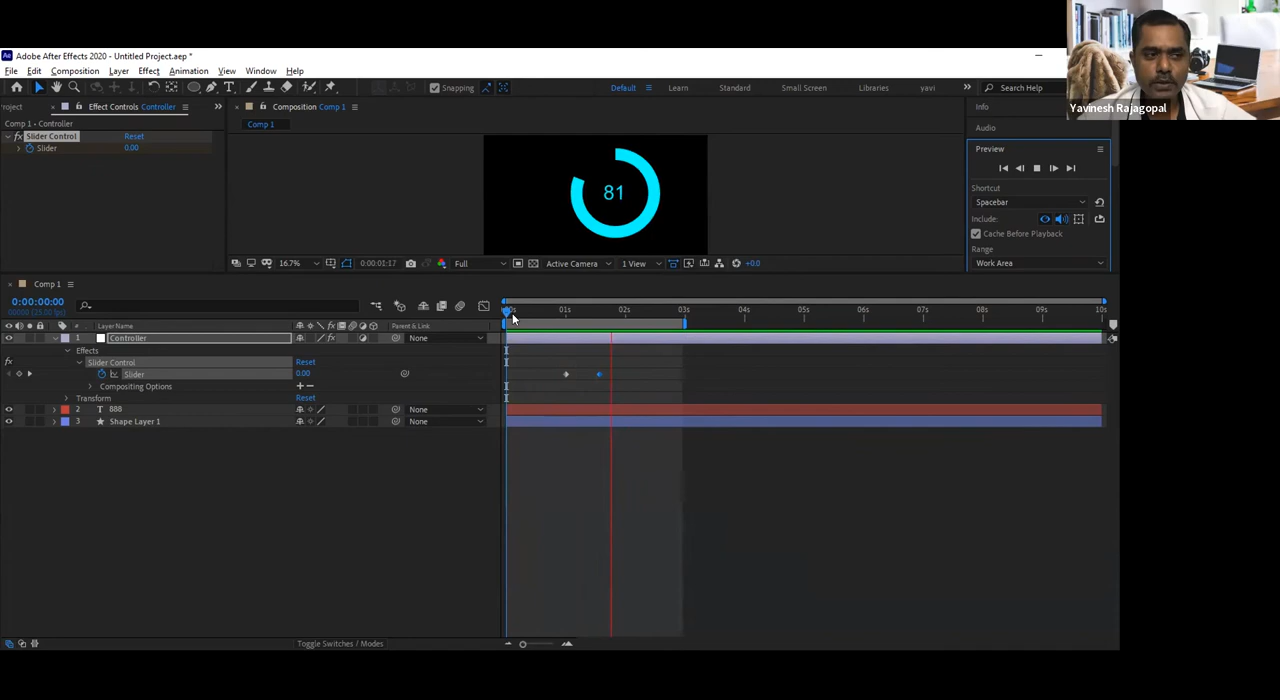 Adobe After Effects 2020 - Untitled Project.aep *
File Edit Composition Layer Effect Animation View Window Help
Snapping Default Learn Standard Small Screen Libraries yavi Search Help
Yavinesh Rajagopal
roject Effect Controls Controller Composition Comp 1 Info
Comp 1 - Controller Comp 1 Audio
fx Slider Control Reset
Slider 0.00
Preview
81
Shortcut
Spacebar
Include:
Cache Before Playback
Range
Work Area
16.7% 0:00:01:17 Full Active Camera 1 View +0.0
Comp 1
0:00:00:00
00000 (25.00 fps)
:00s 01s 02s 03s 04s 05s 06s 07s 08s 09s 10s
# Layer Name Parent & Link
1 Controller None
Effects
fx Slider Control Reset
Slider 0.00
Compositing Options + −
Transform Reset
2 T 888 None
3 Shape Layer 1 None
Toggle Switches / Modes